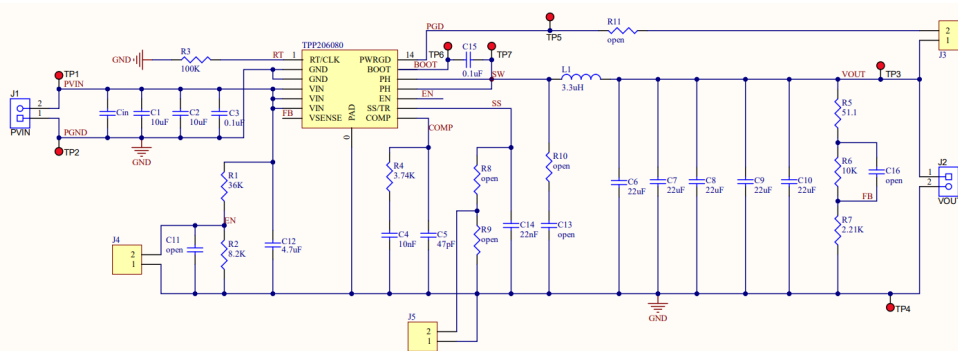 PGD
TP5
R11
open
2
1
J3
TPP206080
GND
R3
100K
RT
1
RT/CLK
GND
GND
VIN
VIN
VIN
VSENSE
PAD
0
PWRGD
BOOT
PH
PH
EN
SS/TR
COMP
14
BOOT
TP6
C15
0.1uF
TP7
SW
EN
SS
COMP
FB
L1
3.3uH
VOUT
TP3
TP1
J1
PVIN
2
1
PVIN
PGND
TP2
Cin
C1
10uF
C2
10uF
C3
0.1uF
GND
R1
36K
EN
R2
8.2K
C11
open
C12
4.7uF
J4
2
1
R4
3.74K
C4
10nF
C5
47pF
R8
open
R9
open
C14
22nF
R10
open
C13
open
J5
2
1
C6
22uF
C7
22uF
C8
22uF
C9
22uF
C10
22uF
R5
51.1
R6
10K
C16
open
FB
R7
2.21K
J2
1
2
VOUT
GND
TP4